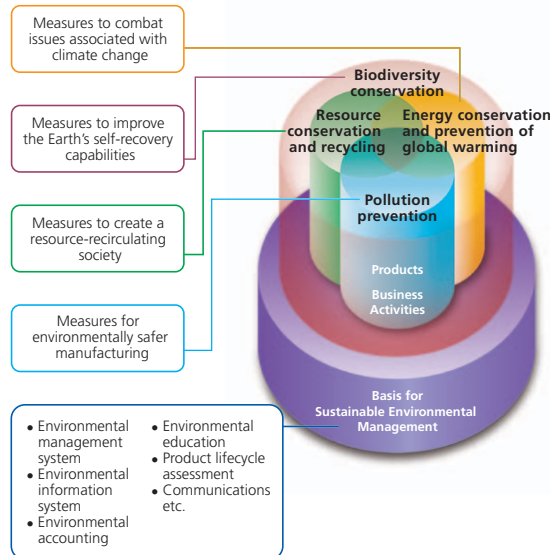 Measures to combat
issues associated with
climate change
Measures to improve
the Earth's self-recovery
capabilities
Measures to create a
resource-recirculating
society
Measures for
environmentally safer
manufacturing
Biodiversity
conservation
Resource
conservation
and recycling
Energy conservation
and prevention of
global warming
Pollution
prevention
Products
Business
Activities
Basis for
Sustainable Environmental
Management
• Environmental
management
system
• Environmental
information
system
• Environmental
accounting
• Environmental
education
• Product lifecycle
assessment
• Communications
etc.